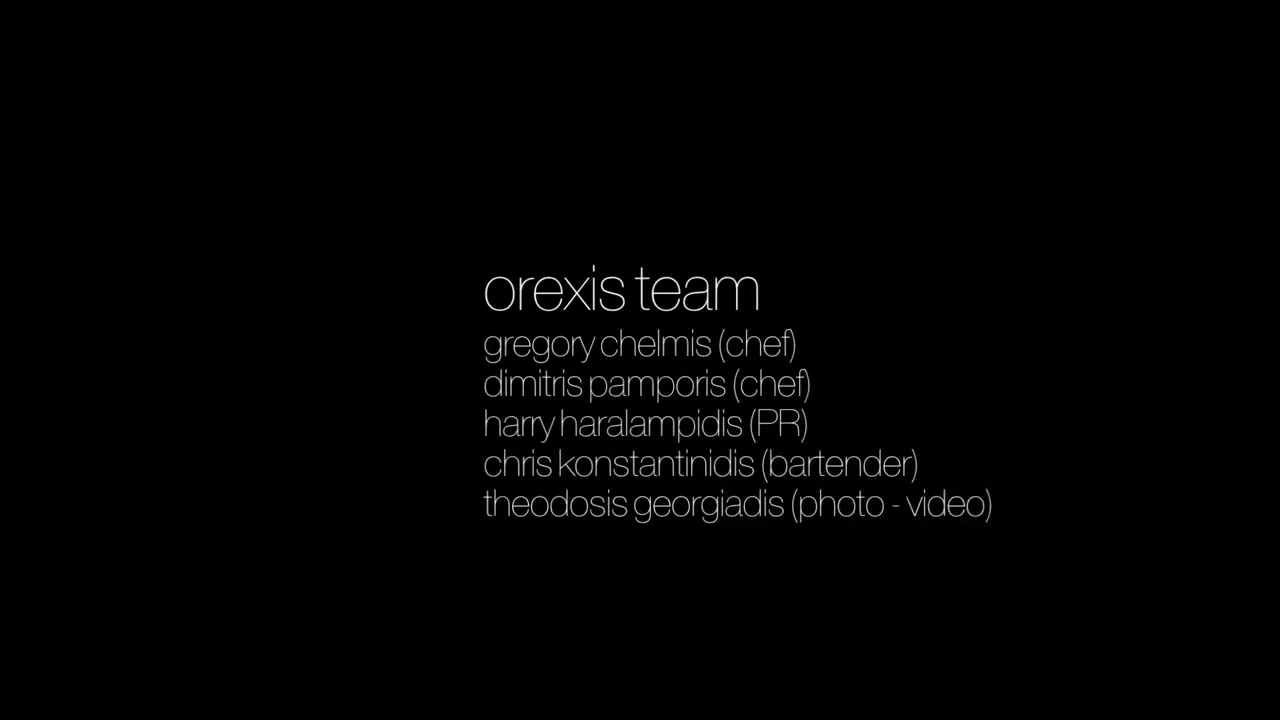 orexis team
gregory chelmis (chef)
dimitris pamporis (chef)
harry haralampidis (PR)
chris konstantinidis (bartender)
theodosis georgiadis (photo - video)